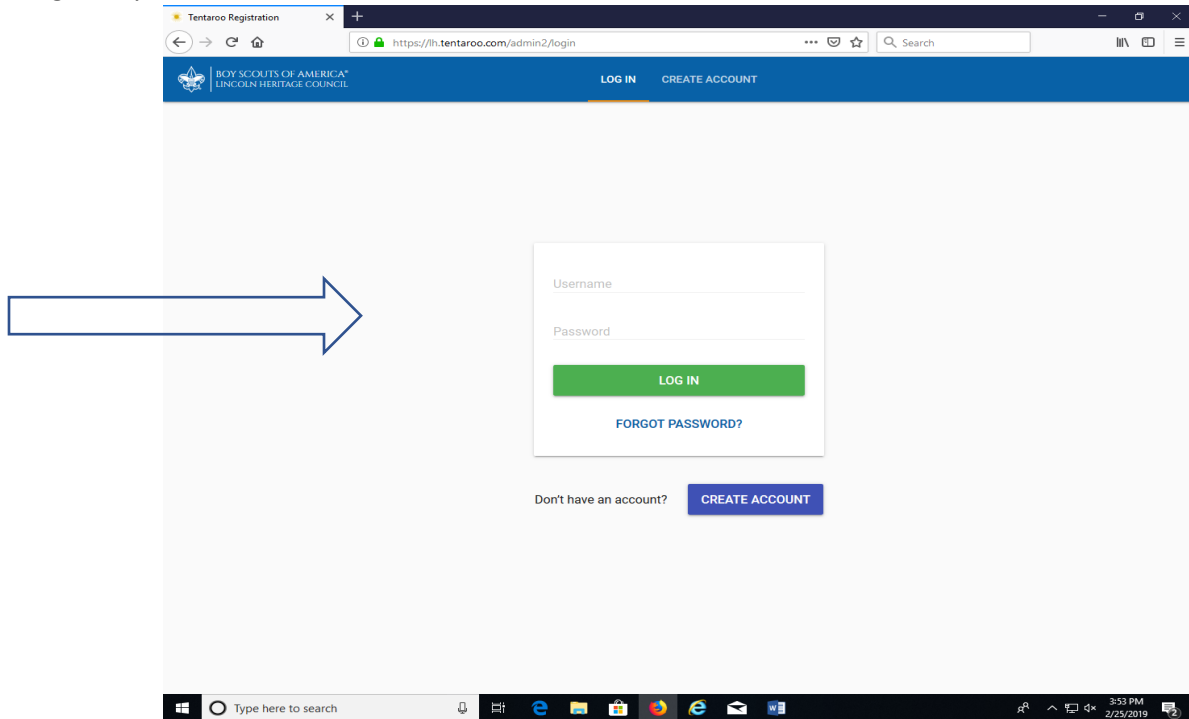 Tentaroo Registration
https://lh.tentaroo.com/admin2/login
Search
BOY SCOUTS OF AMERICA®
LINCOLN HERITAGE COUNCIL
LOG IN
CREATE ACCOUNT
Username
Password
LOG IN
FORGOT PASSWORD?
Don't have an account?
CREATE ACCOUNT
Type here to search
3:53 PM
2/25/2019
2